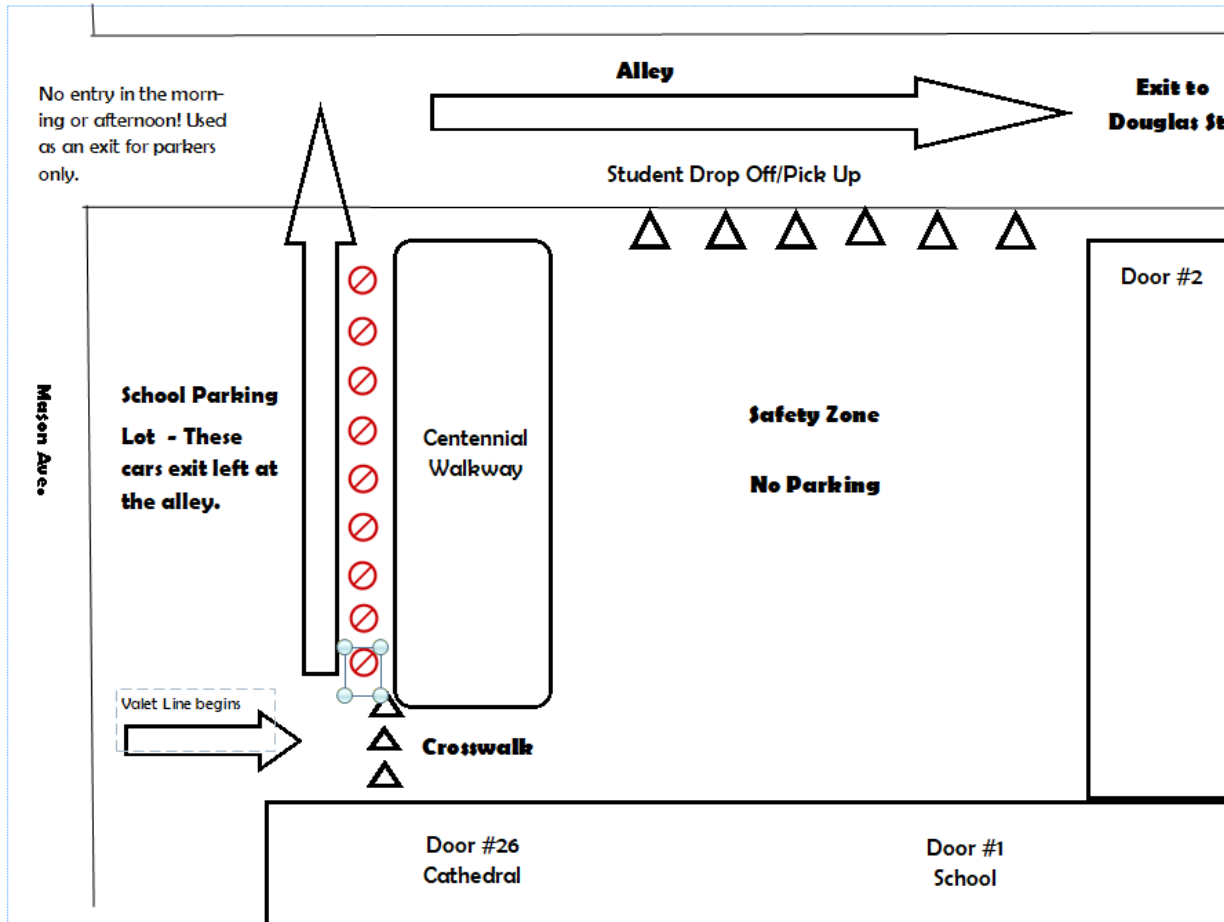 Alley
Exit to
Douglas St
No entry in the morn-
ing or afternoon! Used
as an exit for parkers
only.
Student Drop Off/Pick Up
Door #2
Mason Ave.
School Parking
Lot - These
cars exit left at
the alley.
Centennial
Walkway
Safety Zone
No Parking
Valet Line begins
Crosswalk
Door #26
Cathedral
Door #1
School